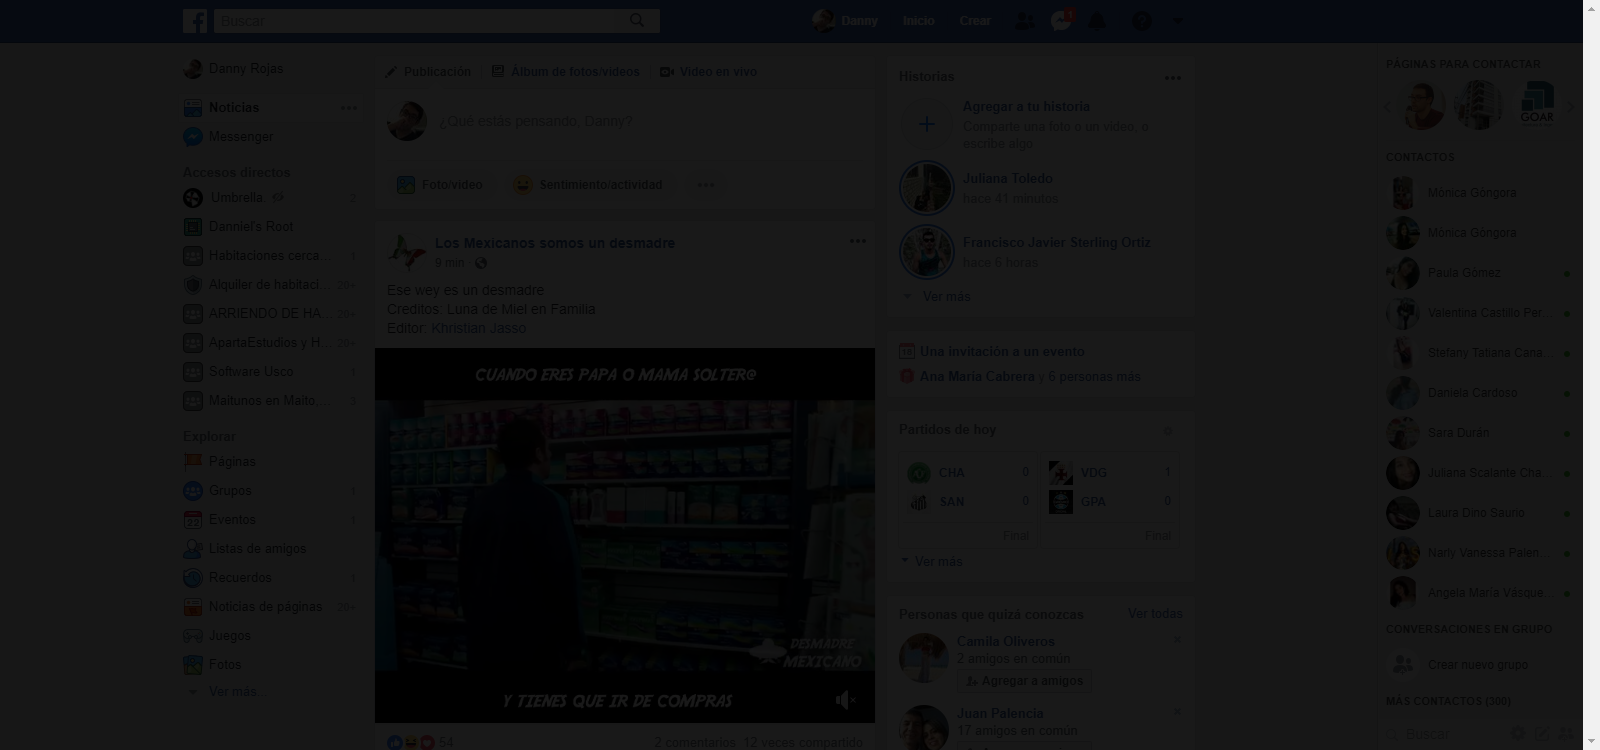 Buscar
Danny
Inicio
Crear
1
Danny Rojas
Noticias
Messenger
Accesos directos
Umbrella.
2
Danniel's Root
Habitaciones cerca...
Alquiler de habitaci...
20+
ARRIENDO DE HA...
20+
ApartaEstudios y H...
20+
Software Usco
Maitunos en Maito,...
3
Explorar
Páginas
Grupos
Eventos
Listas de amigos
Recuerdos
Noticias de páginas
20+
Juegos
Fotos
Ver más...
Publicación
Álbum de fotos/videos
Video en vivo
¿Qué estás pensando, Danny?
Foto/video
Sentimiento/actividad
Los Mexicanos somos un desmadre
9 min
Ese wey es un desmadre
Creditos: Luna de Miel en Familia
Editor: Khristian Jasso
CUANDO ERES PAPA O MAMA SOLTER@
DESMADRE
MEXICANO
Y TIENES QUE IR DE COMPRAS
54
2 comentarios 12 veces compartido
Historias
Agregar a tu historia
Comparte una foto o un video, o
escribe algo
Juliana Toledo
hace 41 minutos
Francisco Javier Sterling Ortiz
hace 6 horas
Ver más
Una invitación a un evento
Ana Maria Cabrera y 6 personas más
Partidos de hoy
CHA 0
SAN 0
Final
VDG 1
GPA 0
Final
Ver más
Personas que quizá conozcas
Ver todas
Camila Oliveros
2 amigos en común
Agregar a amigos
Juan Palencia
17 amigos en común
PÁGINAS PARA CONTACTAR
GOAR
CONTACTOS
Mónica Góngora
Mónica Góngora
Paula Gómez
Valentina Castillo Per...
Stefany Tatiana Cana...
Daniela Cardoso
Sara Durán
Juliana Scalante Cha...
Laura Dino Saurio
Narly Vanessa Palen...
Angela María Vásque...
CONVERSACIONES EN GRUPO
Crear nuevo grupo
MÁS CONTACTOS (300)
Buscar